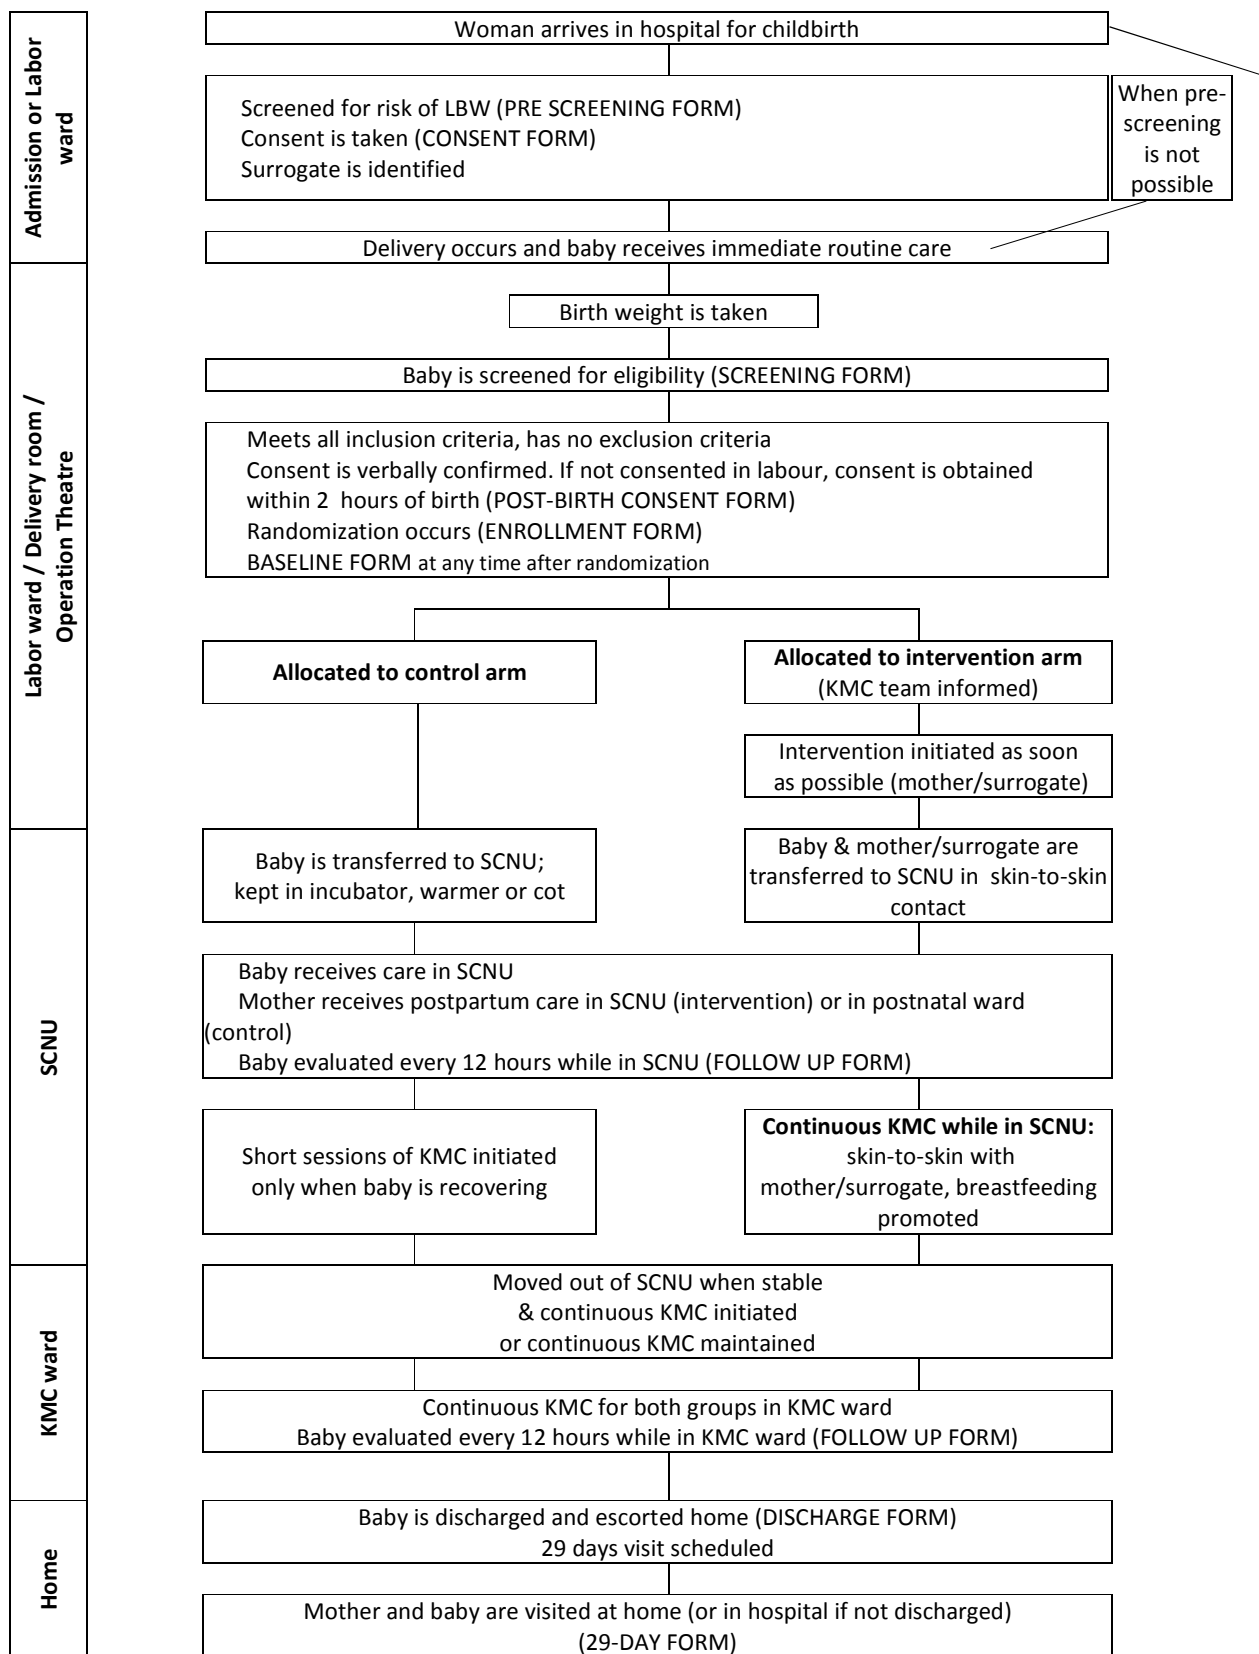 Admission or Labor
ward
Woman arrives in hospital for childbirth
Screened for risk of LBW (PRE SCREENING FORM)
Consent is taken (CONSENT FORM)
Surrogate is identified
When pre-
screening
is not
possible
Delivery occurs and baby receives immediate routine care
Labor ward / Delivery room /
Operation Theatre
Birth weight is taken
Baby is screened for eligibility (SCREENING FORM)
Meets all inclusion criteria, has no exclusion criteria
Consent is verbally confirmed. If not consented in labour, consent is obtained
within 2 hours of birth (POST-BIRTH CONSENT FORM)
Randomization occurs (ENROLLMENT FORM)
BASELINE FORM at any time after randomization
Allocated to control arm
Allocated to intervention arm
(KMC team informed)
Intervention initiated as soon
as possible (mother/surrogate)
SCNU
Baby is transferred to SCNU;
kept in incubator, warmer or cot
Baby & mother/surrogate are
transferred to SCNU in skin-to-skin
contact
Baby receives care in SCNU
Mother receives postpartum care in SCNU (intervention) or in postnatal ward
(control)
Baby evaluated every 12 hours while in SCNU (FOLLOW UP FORM)
Short sessions of KMC initiated
only when baby is recovering
Continuous KMC while in SCNU:
skin-to-skin with
mother/surrogate, breastfeeding
promoted
KMC ward
Moved out of SCNU when stable
& continuous KMC initiated
or continuous KMC maintained
Continuous KMC for both groups in KMC ward
Baby evaluated every 12 hours while in KMC ward (FOLLOW UP FORM)
Home
Baby is discharged and escorted home (DISCHARGE FORM)
29 days visit scheduled
Mother and baby are visited at home (or in hospital if not discharged)
(29-DAY FORM)